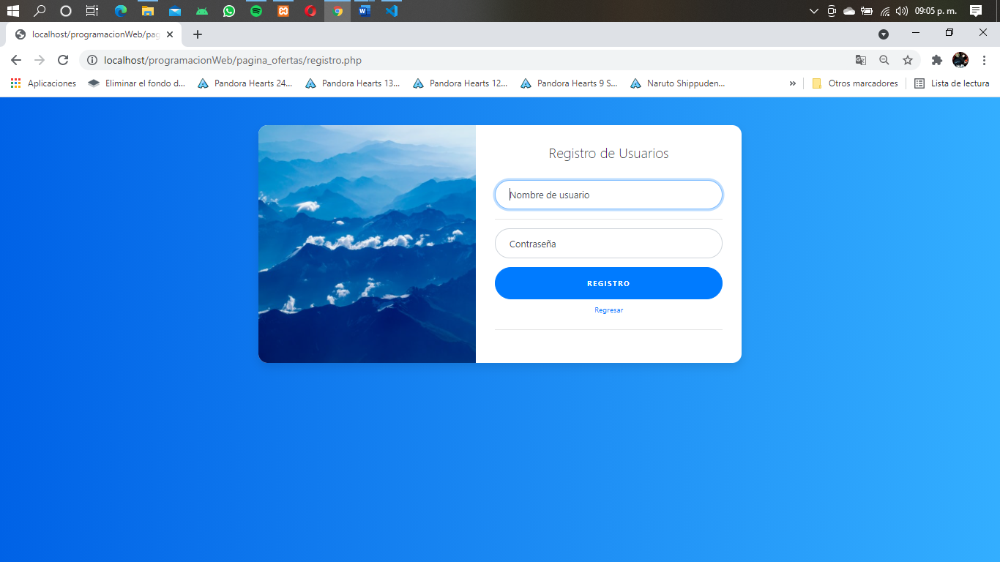 09:05 p. m.
localhost/programacionWeb/pag
localhost/programacionWeb/pagina_ofertas/registro.php
Aplicaciones Eliminar el fondo d... Pandora Hearts 24... Pandora Hearts 13... Pandora Hearts 12... Pandora Hearts 9 S... Naruto Shippuden... » Otros marcadores Lista de lectura
Registro de Usuarios
Nombre de usuario
Contraseña
REGISTRO
Regresar